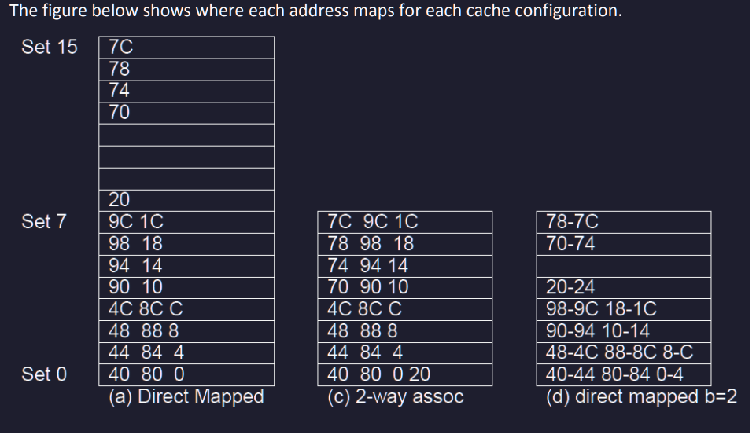 The figure below shows where each address maps for each cache configuration.
Set 15
7C
78
74
70
20
Set 7
9C 1C
98 18
94 14
90 10
4C 8C C
48 88 8
44 84 4
Set 0
40 80 0
(a) Direct Mapped
7C 9C 1C
78 98 18
74 94 14
70 90 10
4C 8C C
48 88 8
44 84 4
40 80 0 20
(c) 2-way assoc
78-7C
70-74
20-24
98-9C 18-1C
90-94 10-14
48-4C 88-8C 8-C
40-44 80-84 0-4
(d) direct mapped b=2